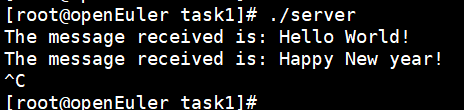 [root@openEuler task1]# ./server
The message received is: Hello World!
The message received is: Happy New year!
^C
[root@openEuler task1]#